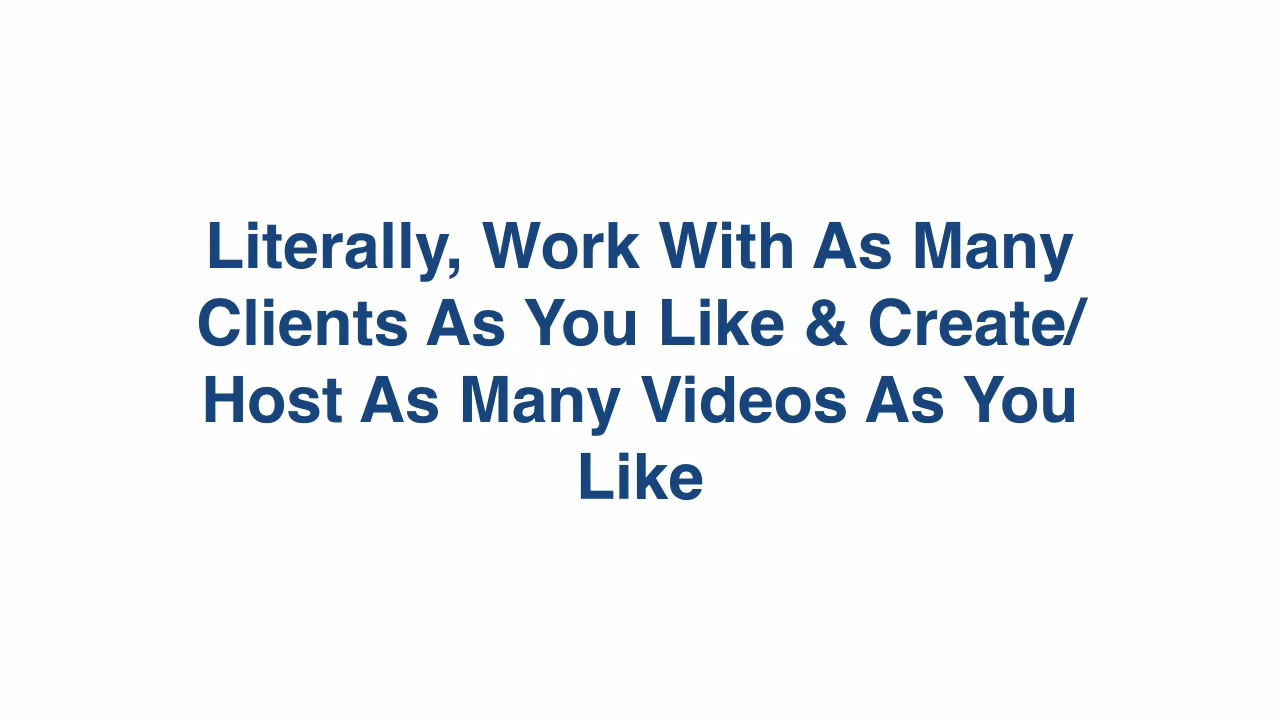 Literally, Work With As Many
Clients As You Like & Create/
Host As Many Videos As You
Like